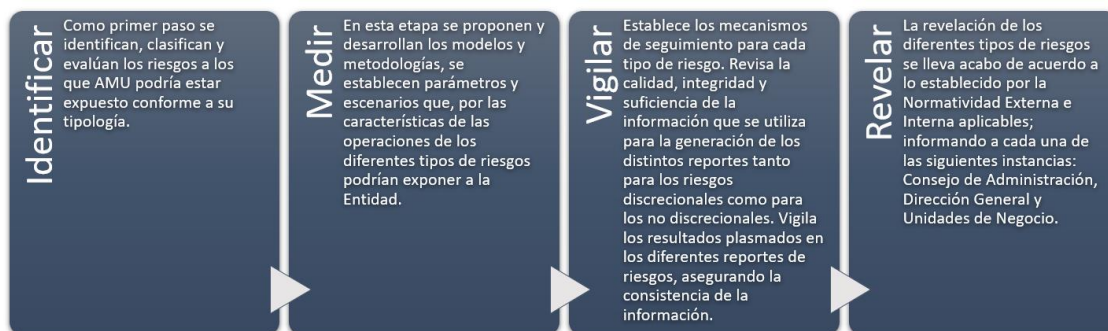 Identificar
Como primer paso se
identifican, clasifican y
evalúan los riesgos a los
que AMU podría estar
expuesto conforme a su
tipología.
Medir
En esta etapa se proponen y
desarrollan los modelos y
metodologías, se
establecen parámetros y
escenarios que, por las
características de las
operaciones de los
diferentes tipos de riesgos
podrían exponer a la
Entidad.
Vigilar
Establece los mecanismos
de seguimiento para cada
tipo de riesgo. Revisa la
calidad, integridad y
suficiencia de la
información que se utiliza
para la generación de los
distintos reportes tanto
para los riesgos
discrecionales como para
los no discrecionales. Vigila
los resultados plasmados en
los diferentes reportes de
riesgos, asegurando la
consistencia de la
información.
Revelar
La revelación de los
diferentes tipos de riesgos
se lleva acabo de acuerdo a
lo establecido por la
Normatividad Externa e
Interna aplicables;
informando a cada una de
las siguientes instancias:
Consejo de Administración,
Dirección General y
Unidades de Negocio.